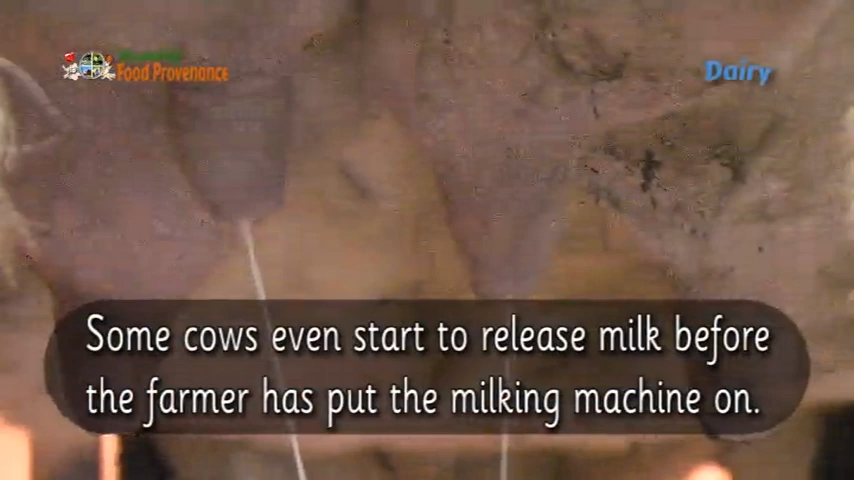 Food Provenance
Dairy
Some cows even start to release milk before
the farmer has put the milking machine on.